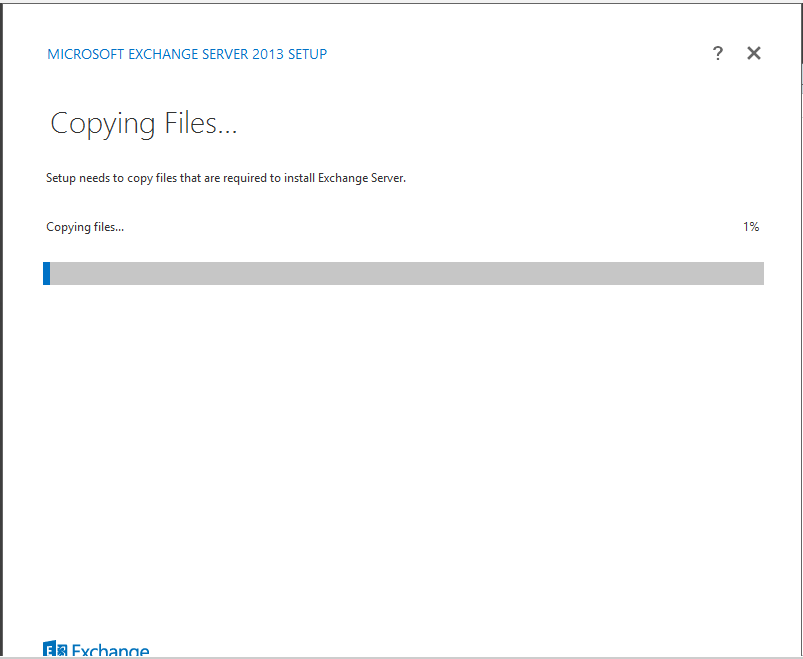 MICROSOFT EXCHANGE SERVER 2013 SETUP ? ✕
Copying Files...
Setup needs to copy files that are required to install Exchange Server.
Copying files... 1%
E Exchange